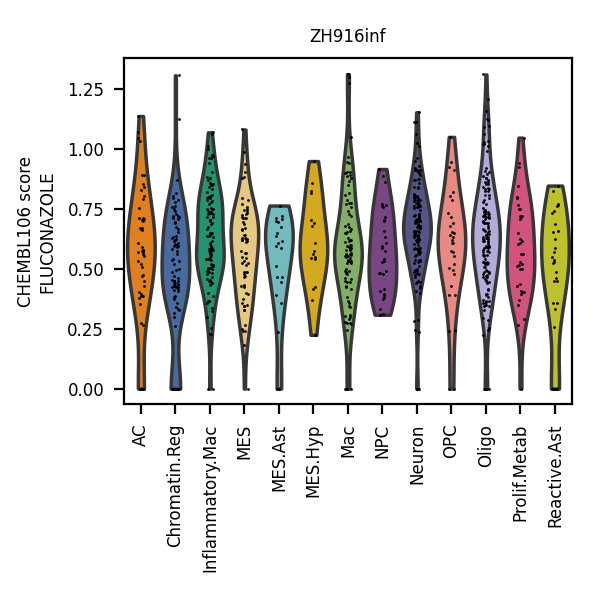 ZH916inf
CHEMBL106 score
FLUCONAZOLE
1.25
1.00
0.75
0.50
0.25
0.00
AC
Chromatin.Reg
Inflammatory.Mac
MES
MES.Ast
MES.Hyp
Mac
NPC
Neuron
OPC
Oligo
Prolif.Metab
Reactive.Ast